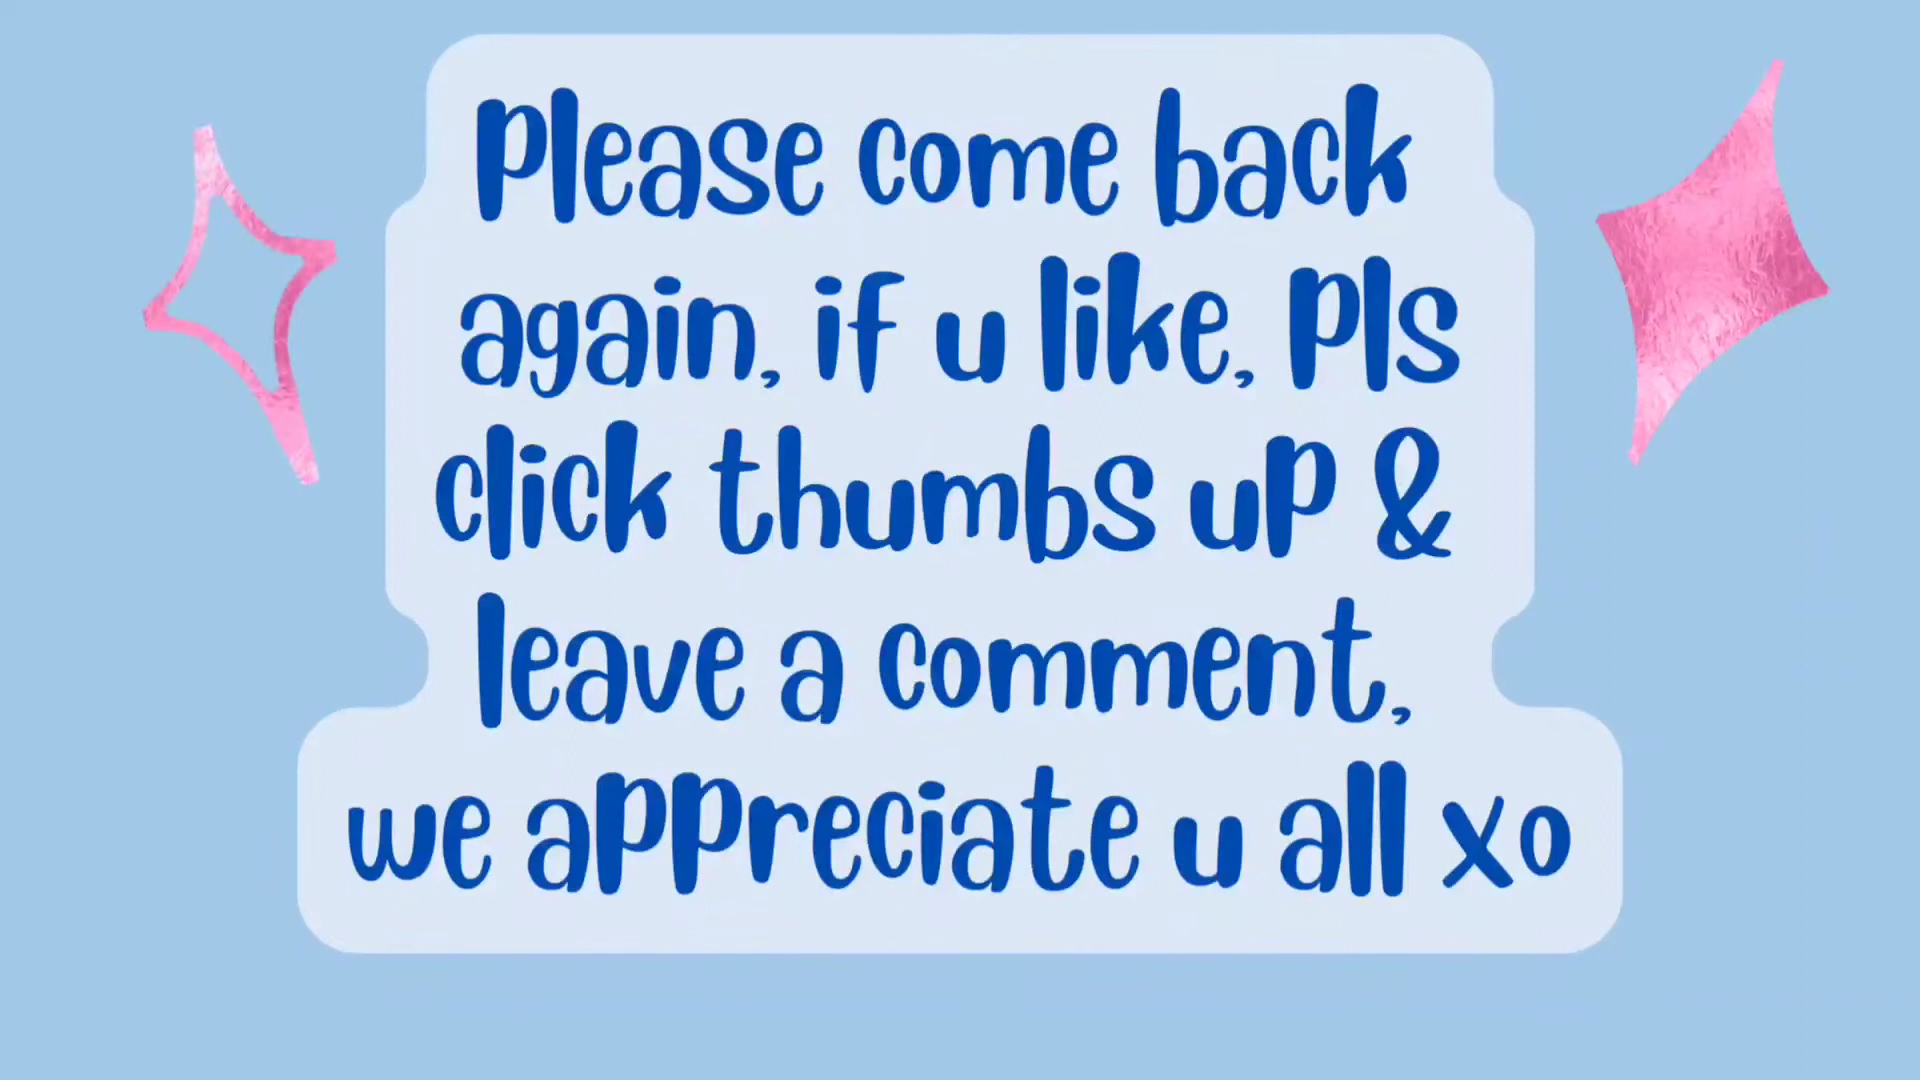 Please come back
again, if u like, pls
click thumbs up &
leave a comment,
we appreciate u all xo